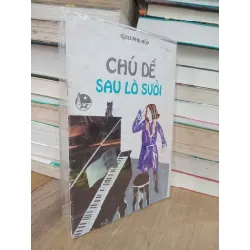 CHÚ DẾ
SAU LÒ SƯỞI